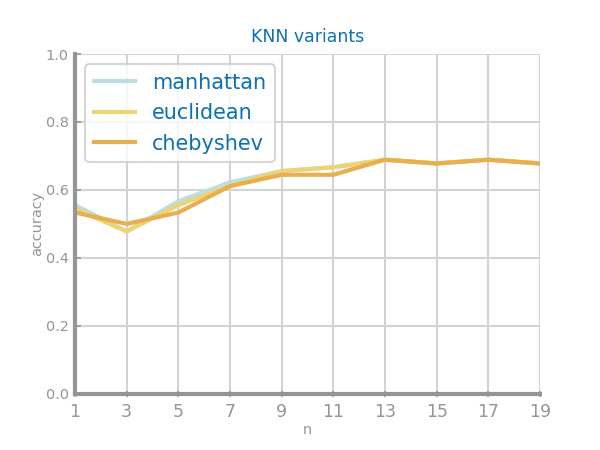 KNN variants
1.0
0.8
0.6
0.4
0.2
0.0
accuracy
manhattan
euclidean
chebyshev
1 3 5 7 9 11 13 15 17 19
n